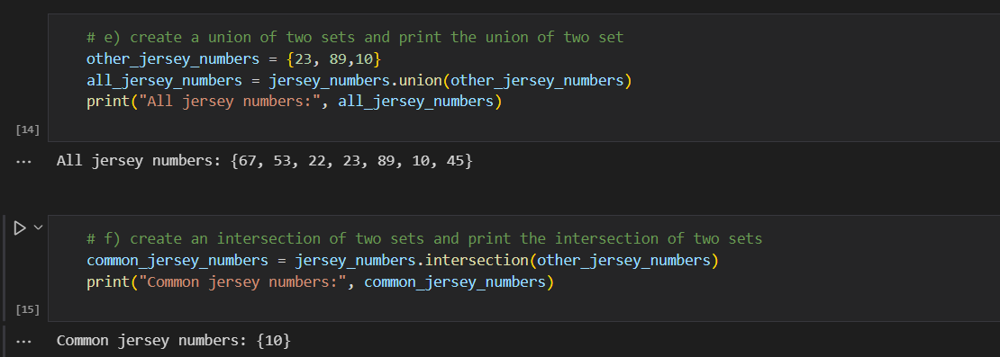 # e) create a union of two sets and print the union of two set
other_jersey_numbers = {23, 89,10}
all_jersey_numbers = jersey_numbers.union(other_jersey_numbers)
print("All jersey numbers:", all_jersey_numbers)
[14]
... All jersey numbers: {67, 53, 22, 23, 89, 10, 45}
# f) create an intersection of two sets and print the intersection of two sets
common_jersey_numbers = jersey_numbers.intersection(other_jersey_numbers)
print("Common jersey numbers:", common_jersey_numbers)
[15]
... Common jersey numbers: {10}